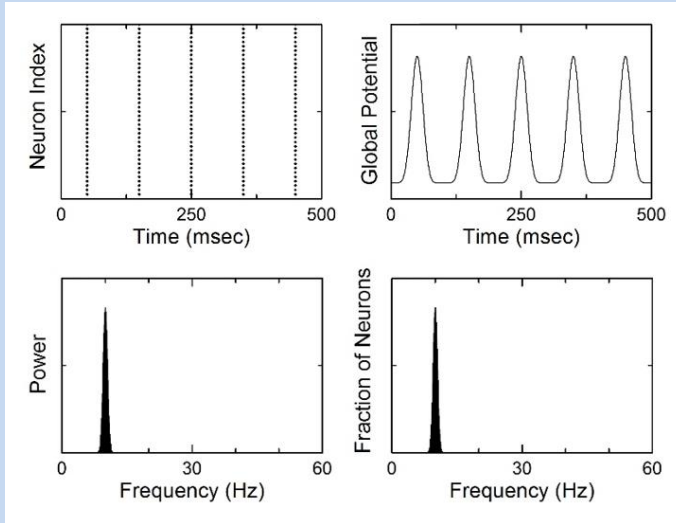 Neuron Index
0 250 500
Time (msec)
Global Potential
0 250 500
Time (msec)
Power
0 30 60
Frequency (Hz)
Fraction of Neurons
0 30 60
Frequency (Hz)